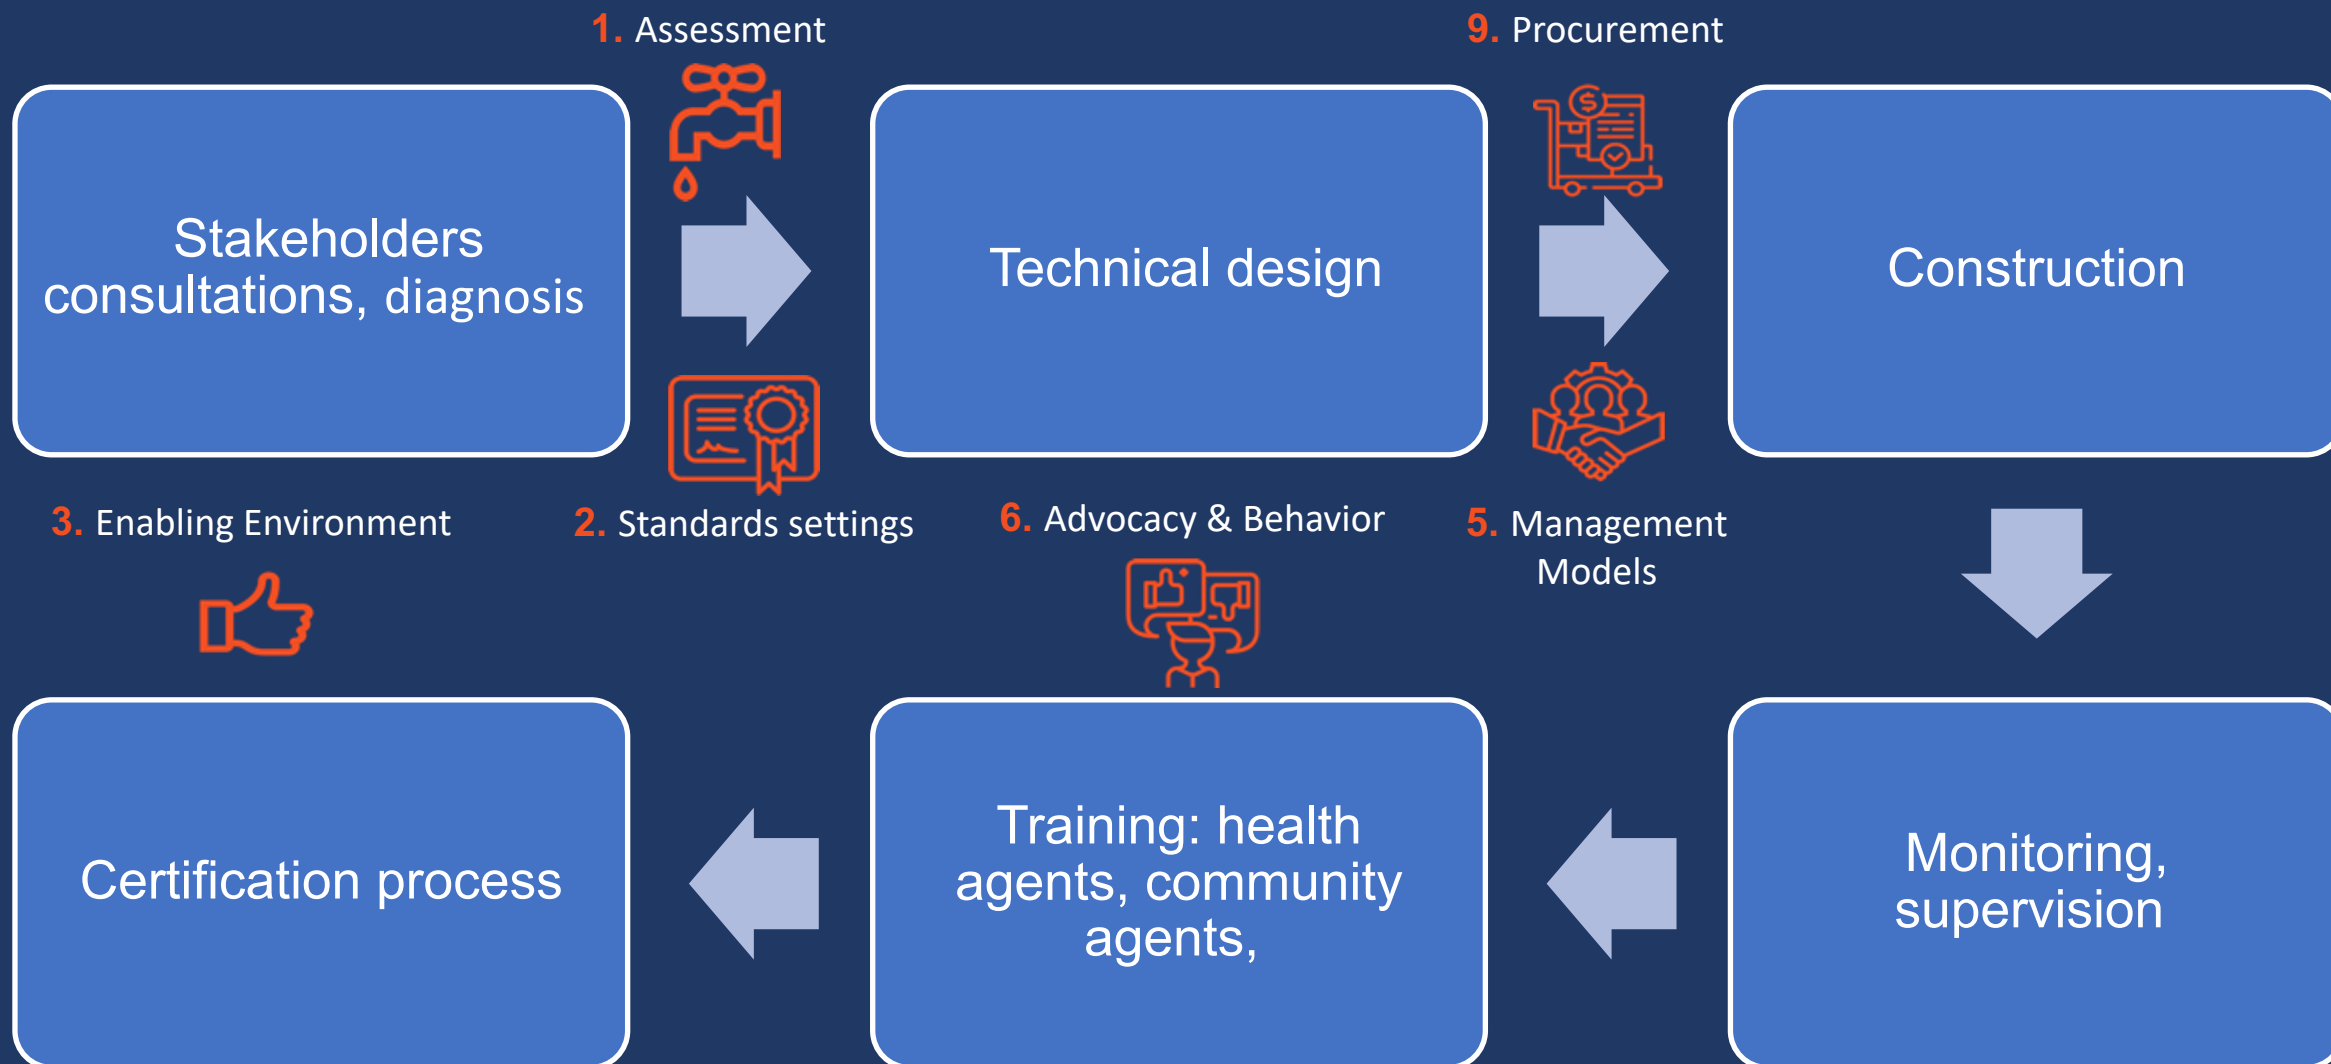 1. Assessment
9. Procurement
Stakeholders
consultations, diagnosis
Technical design
Construction
3. Enabling Environment
2. Standards settings
6. Advocacy & Behavior
5. Management
Models
Certification process
Training: health
agents, community
agents,
Monitoring,
supervision